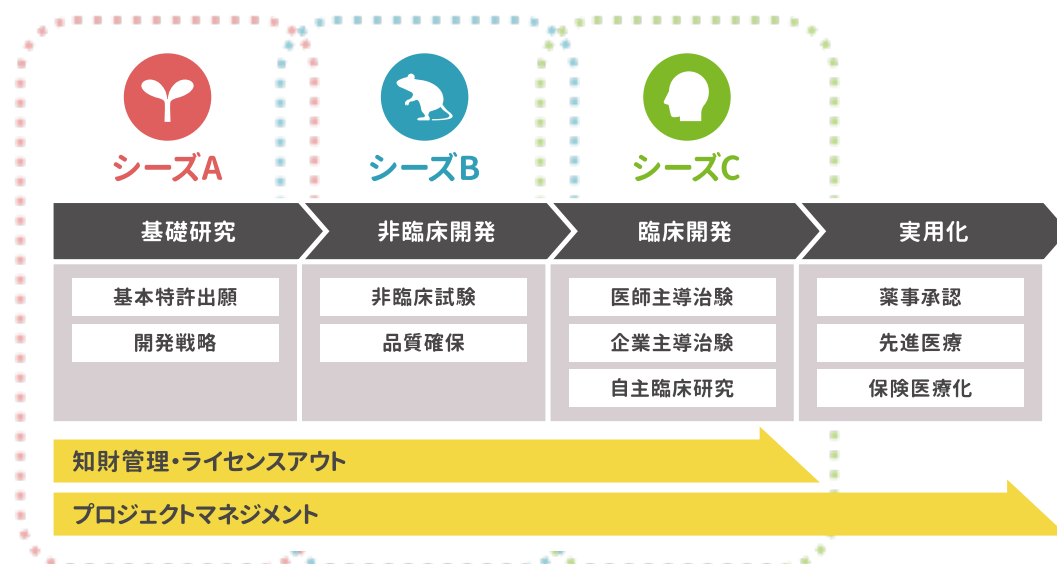 シーズA
シーズB
シーズC
基礎研究
非臨床開発
臨床開発
実用化
基本特許出願
開発戦略
非臨床試験
品質確保
医師主導治験
企業主導治験
自主臨床研究
薬事承認
先進医療
保険医療化
知財管理・ライセンスアウト
プロジェクトマネジメント